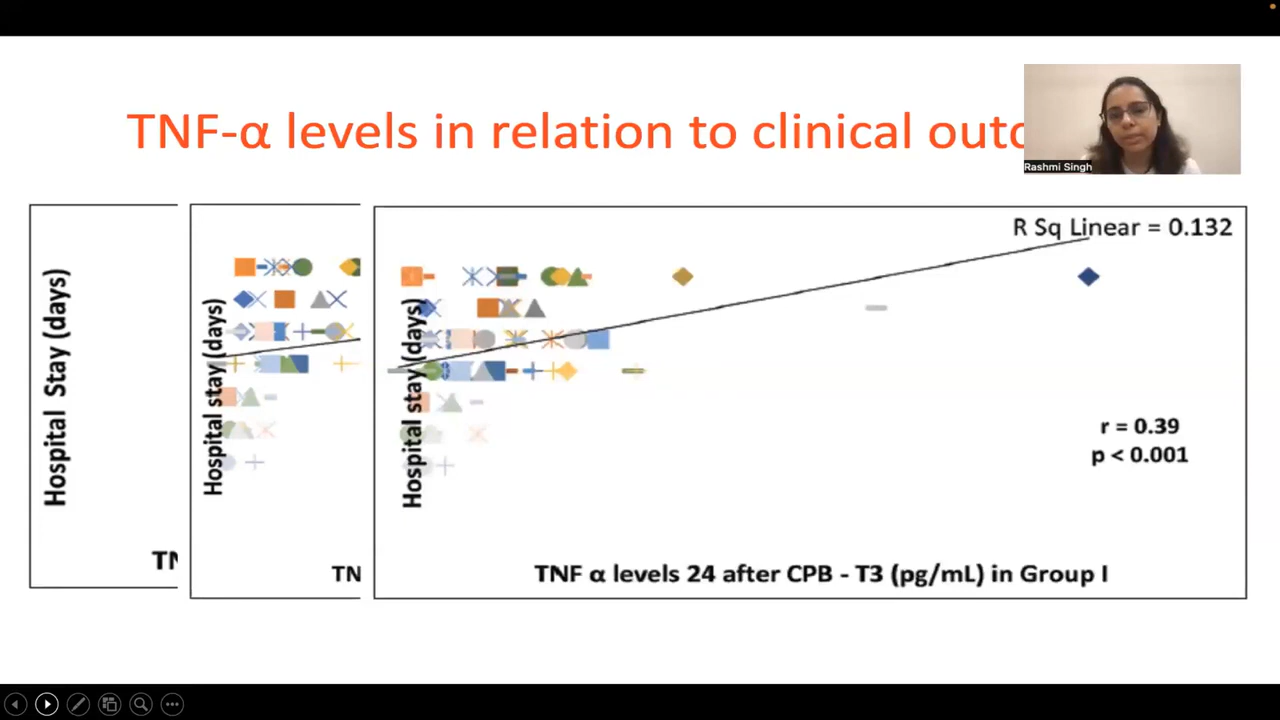 TNF-α levels in relation to clinical outc
Rashmi Singh
Hospital Stay (days)
TN
Hospital stay (days)
TN
R Sq Linear = 0.132
Hospital stay (days)
r = 0.39
p < 0.001
TNF α levels 24 after CPB - T3 (pg/mL) in Group I